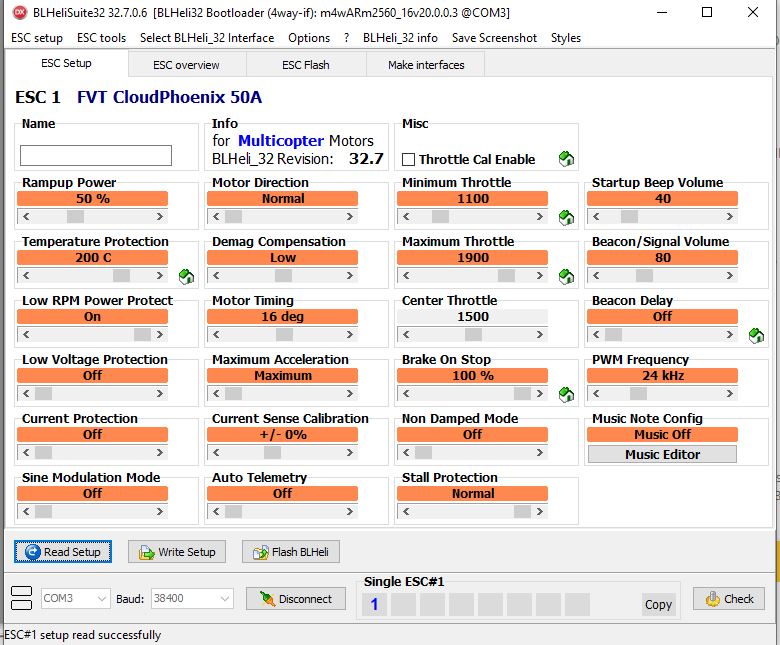 BLHeliSuite32 32.7.0.6 [BLHeli32 Bootloader (4way-if): m4wARm2560_16v20.0.0.3 @COM3]
ESC setup ESC tools Select BLHeli_32 Interface Options ? BLHeli_32 info Save Screenshot Styles
ESC Setup ESC overview ESC Flash Make interfaces
ESC 1 FVT CloudPhoenix 50A
Name Info Misc
for Multicopter Motors
BLHeli_32 Revision: 32.7 Throttle Cal Enable
Rampup Power Motor Direction Minimum Throttle Startup Beep Volume
50 % Normal 1100 40
Temperature Protection Demag Compensation Maximum Throttle Beacon/Signal Volume
200 C Low 1900 80
Low RPM Power Protect Motor Timing Center Throttle Beacon Delay
On 16 deg 1500 Off
Low Voltage Protection Maximum Acceleration Brake On Stop PWM Frequency
Off Maximum 100 % 24 kHz
Current Protection Current Sense Calibration Non Damped Mode Music Note Config
Off +/- 0% Off Music Off
Music Editor
Sine Modulation Mode Auto Telemetry Stall Protection
Off Off Normal
Read Setup Write Setup Flash BLHeli
Single ESC#1
COM3 Baud: 38400 Disconnect 1 Copy Check
ESC#1 setup read successfully